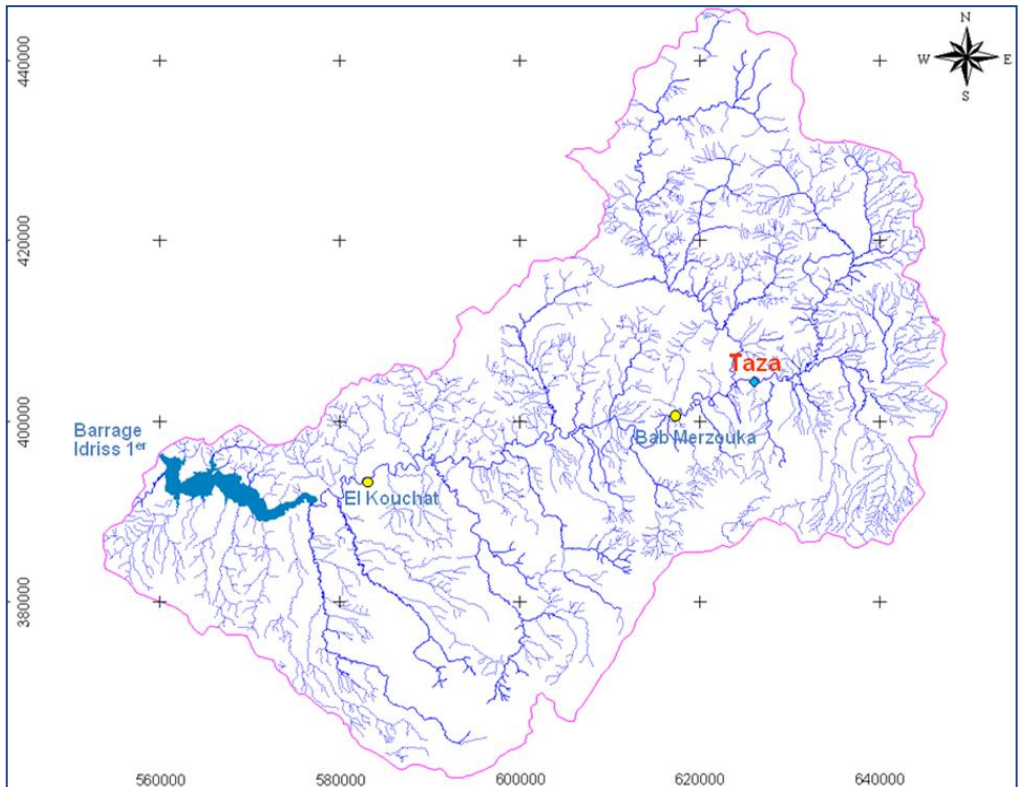 N
W E
S
440000
420000
400000
380000
Taza
Bab Merzouka
Barrage
Idriss 1er
El Kouchat
560000 580000 600000 620000 640000